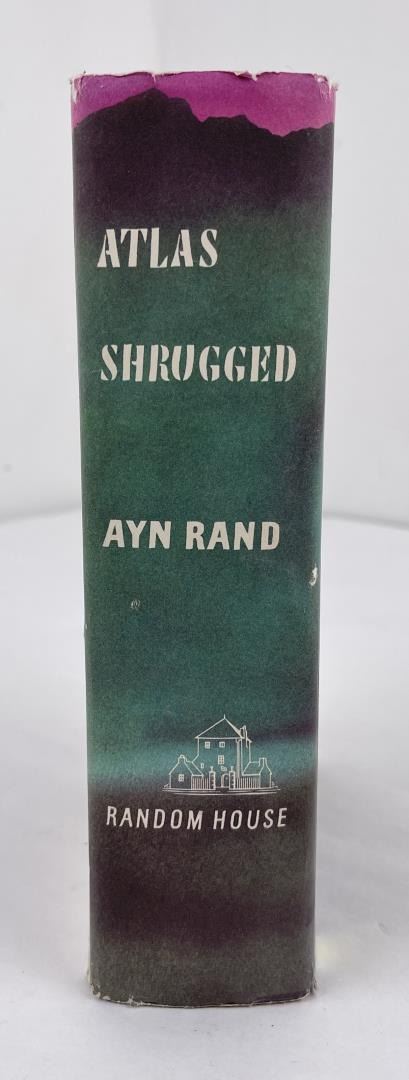 ATLAS
SHRUGGED
AYN RAND
RANDOM HOUSE